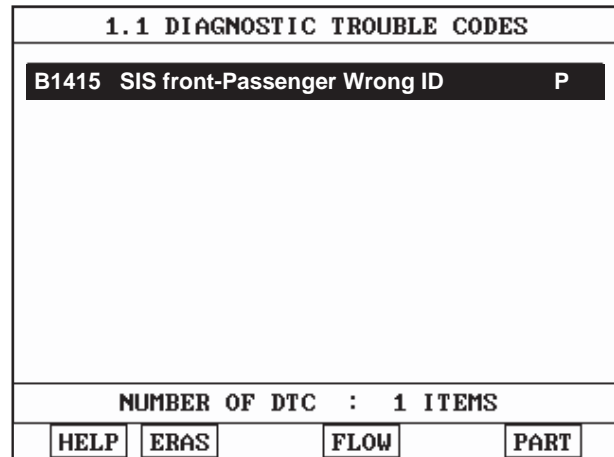 1.1 DIAGNOSTIC TROUBLE CODES
B1415 SIS front-Passenger Wrong ID P
NUMBER OF DTC : 1 ITEMS
HELP ERAS FLOW PART